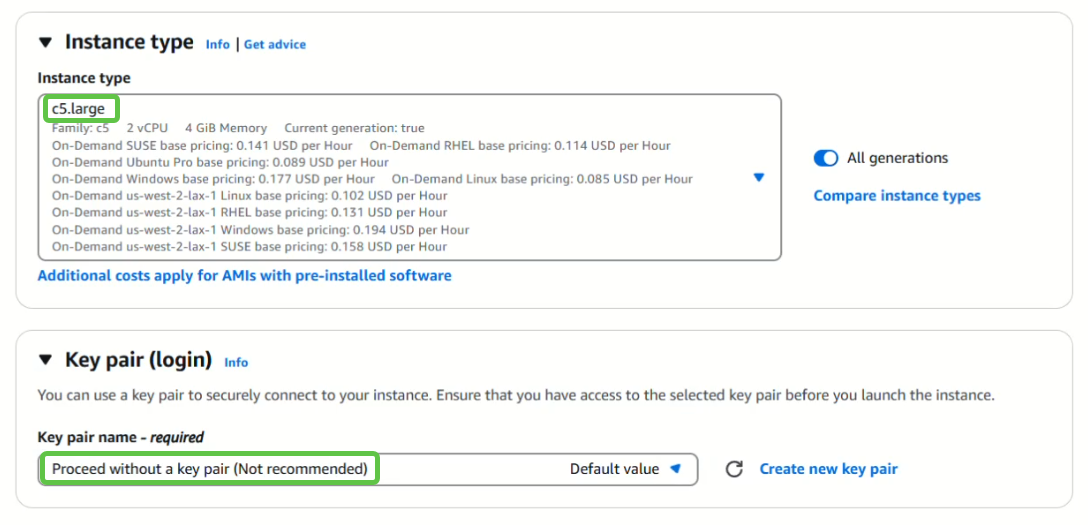 Instance type Info | Get advice
Instance type
c5.large
Family: c5 2 vCPU 4 GiB Memory Current generation: true
On-Demand SUSE base pricing: 0.141 USD per Hour On-Demand RHEL base pricing: 0.114 USD per Hour
On-Demand Ubuntu Pro base pricing: 0.089 USD per Hour
On-Demand Windows base pricing: 0.177 USD per Hour On-Demand Linux base pricing: 0.085 USD per Hour
On-Demand us-west-2-lax-1 Linux base pricing: 0.102 USD per Hour
On-Demand us-west-2-lax-1 RHEL base pricing: 0.131 USD per Hour
On-Demand us-west-2-lax-1 Windows base pricing: 0.194 USD per Hour
On-Demand us-west-2-lax-1 SUSE base pricing: 0.158 USD per Hour
All generations
Compare instance types
Additional costs apply for AMIs with pre-installed software
Key pair (login) Info
You can use a key pair to securely connect to your instance. Ensure that you have access to the selected key pair before you launch the instance.
Key pair name - required
Proceed without a key pair (Not recommended) Default value
Create new key pair